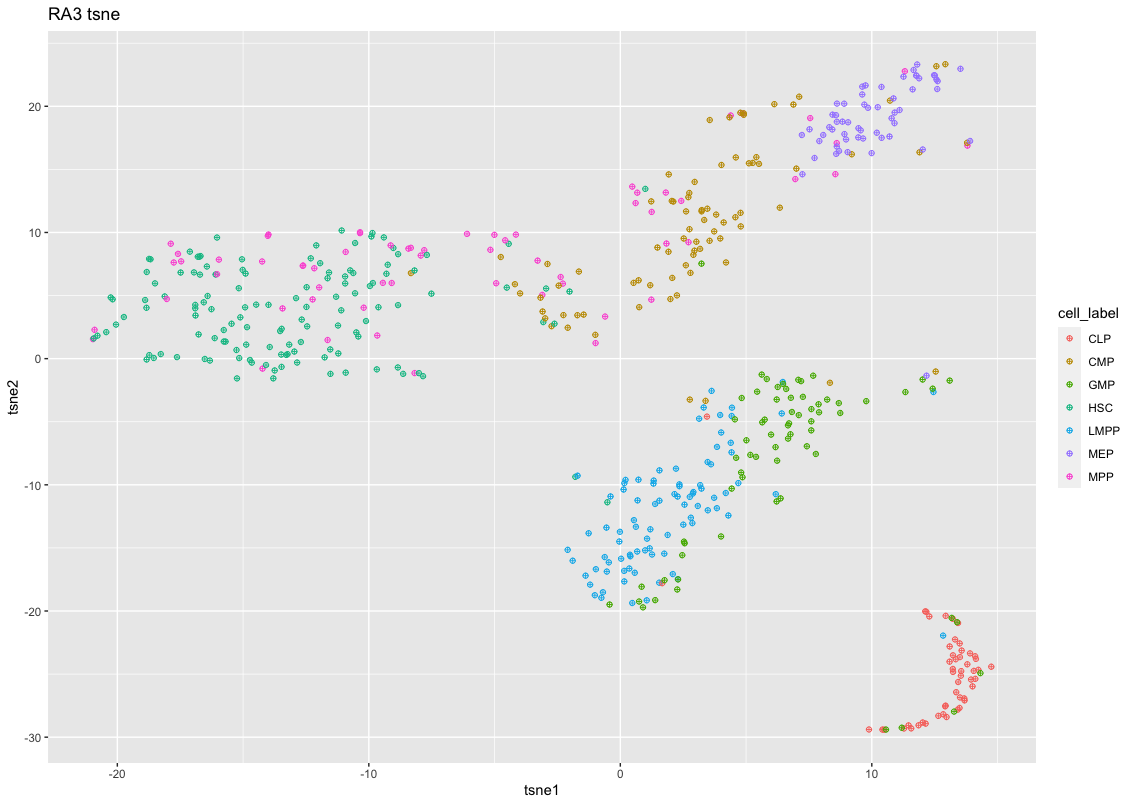 RA3 tsne
20
10
0
-10
-20
-30
tsne2
-20
-10
0
10
tsne1
cell_label
CLP
CMP
GMP
HSC
LMPP
MEP
MPP